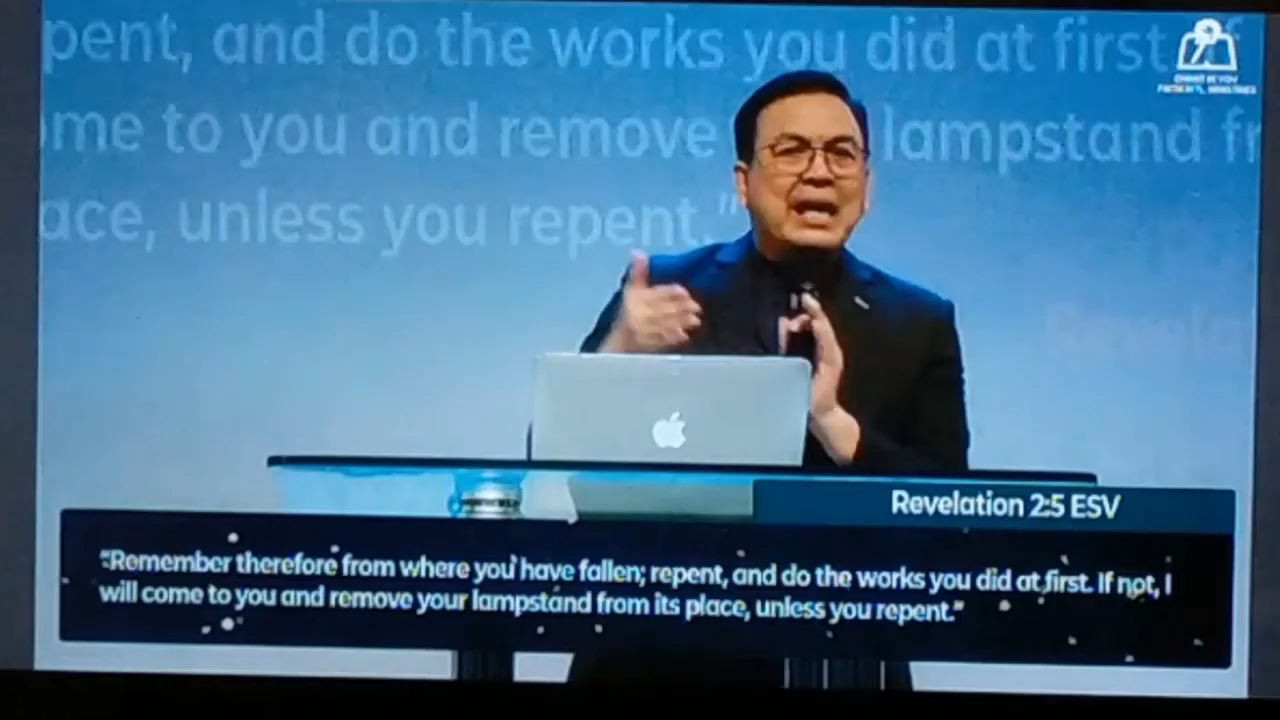 pent, and do the works you did at first.
ome to you and remove lampstand fr
ace, unless you repent."
Revelation 2:5 ESV
"Remember therefore from where you have fallen; repent, and do the works you did at first. If not, I
will come to you and remove your lampstand from its place, unless you repent."